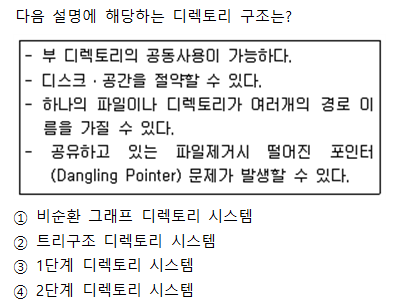 다음 설명에 해당하는 디렉토리 구조는?
- 부 디렉토리의 공동사용이 가능하다.
- 디스크·공간을 절약할 수 있다.
- 하나의 파일이나 디렉토리가 여러개의 경로 이
름을 가질 수 있다.
- 공유하고 있는 파일제거시 떨어진 포인터
(Dangling Pointer) 문제가 발생할 수 있다.
① 비순환 그래프 디렉토리 시스템
② 트리구조 디렉토리 시스템
③ 1단계 디렉토리 시스템
④ 2단계 디렉토리 시스템